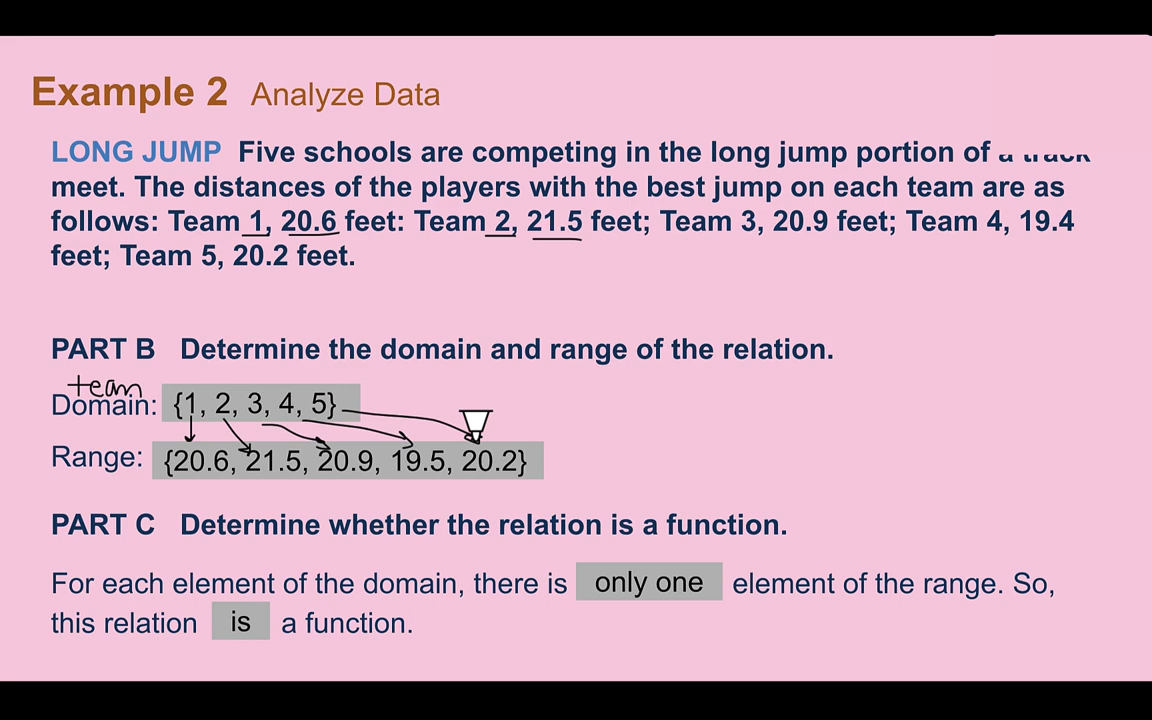 Example 2 Analyze Data
LONG JUMP Five schools are competing in the long jump portion of a track
meet. The distances of the players with the best jump on each team are as
follows: Team 1, 20.6 feet: Team 2, 21.5 feet; Team 3, 20.9 feet; Team 4, 19.4
feet; Team 5, 20.2 feet.
PART B Determine the domain and range of the relation.
team
Domain: {1, 2, 3, 4, 5}
Range: {20.6, 21.5, 20.9, 19.5, 20.2}
PART C Determine whether the relation is a function.
For each element of the domain, there is only one element of the range. So,
this relation is a function.